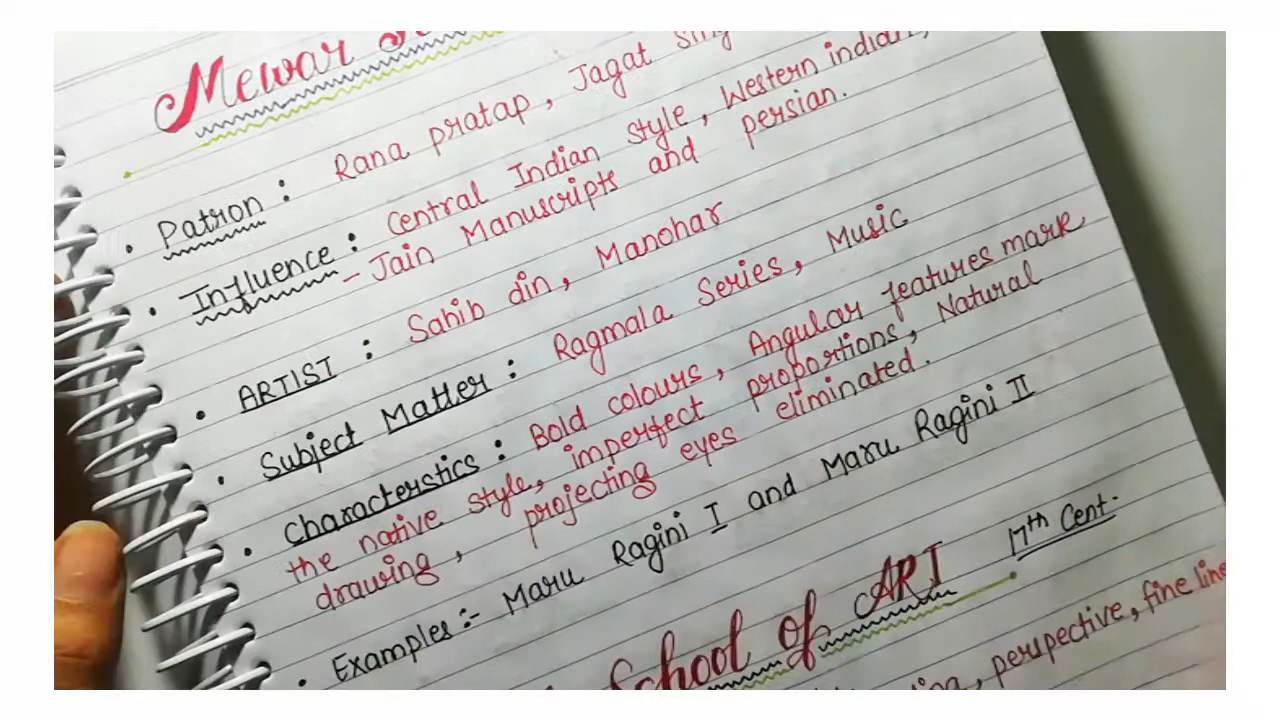 Mewar
• Patron : Rana pratap, Jagat Sing
• Influence : Central Indian style, Western indian,
- Jain Manuscripts and persian.
• ARTIST : Sahib din, Manohar
• Subject Matter : Ragmala Series, Music
• Characterstics : Bold colours, Angular features mark
the native style, imperfect proportions, Natural
drawing, projecting eyes eliminated.
• Examples :- Maru Ragini I and Maru Ragini II
School of ART 17th Cent.
perspective, fine line